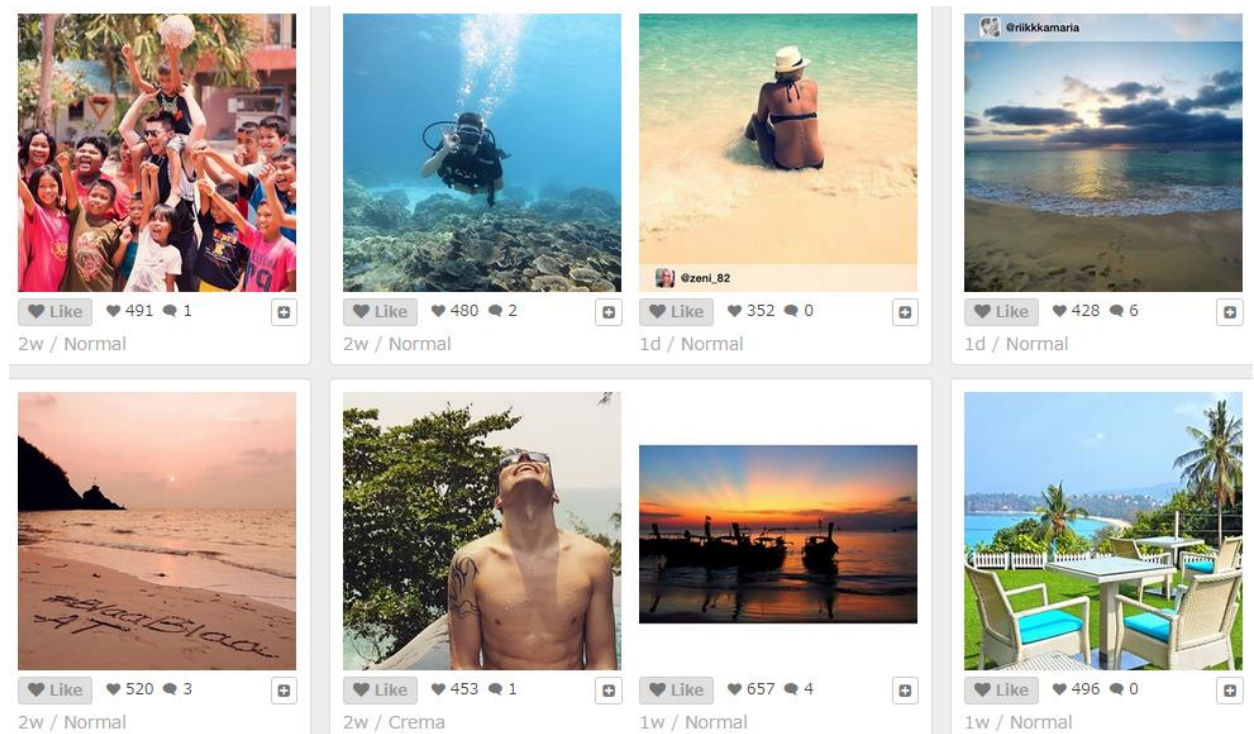 @riikkkamaria
@zeni_82
Like 491 1
Like 480 2
Like 352 0
Like 428 6
2w / Normal
2w / Normal
1d / Normal
1d / Normal
#BlaaBlaa
AT
Like 520 3
Like 453 1
Like 657 4
Like 496 0
2w / Normal
2w / Crema
1w / Normal
1w / Normal